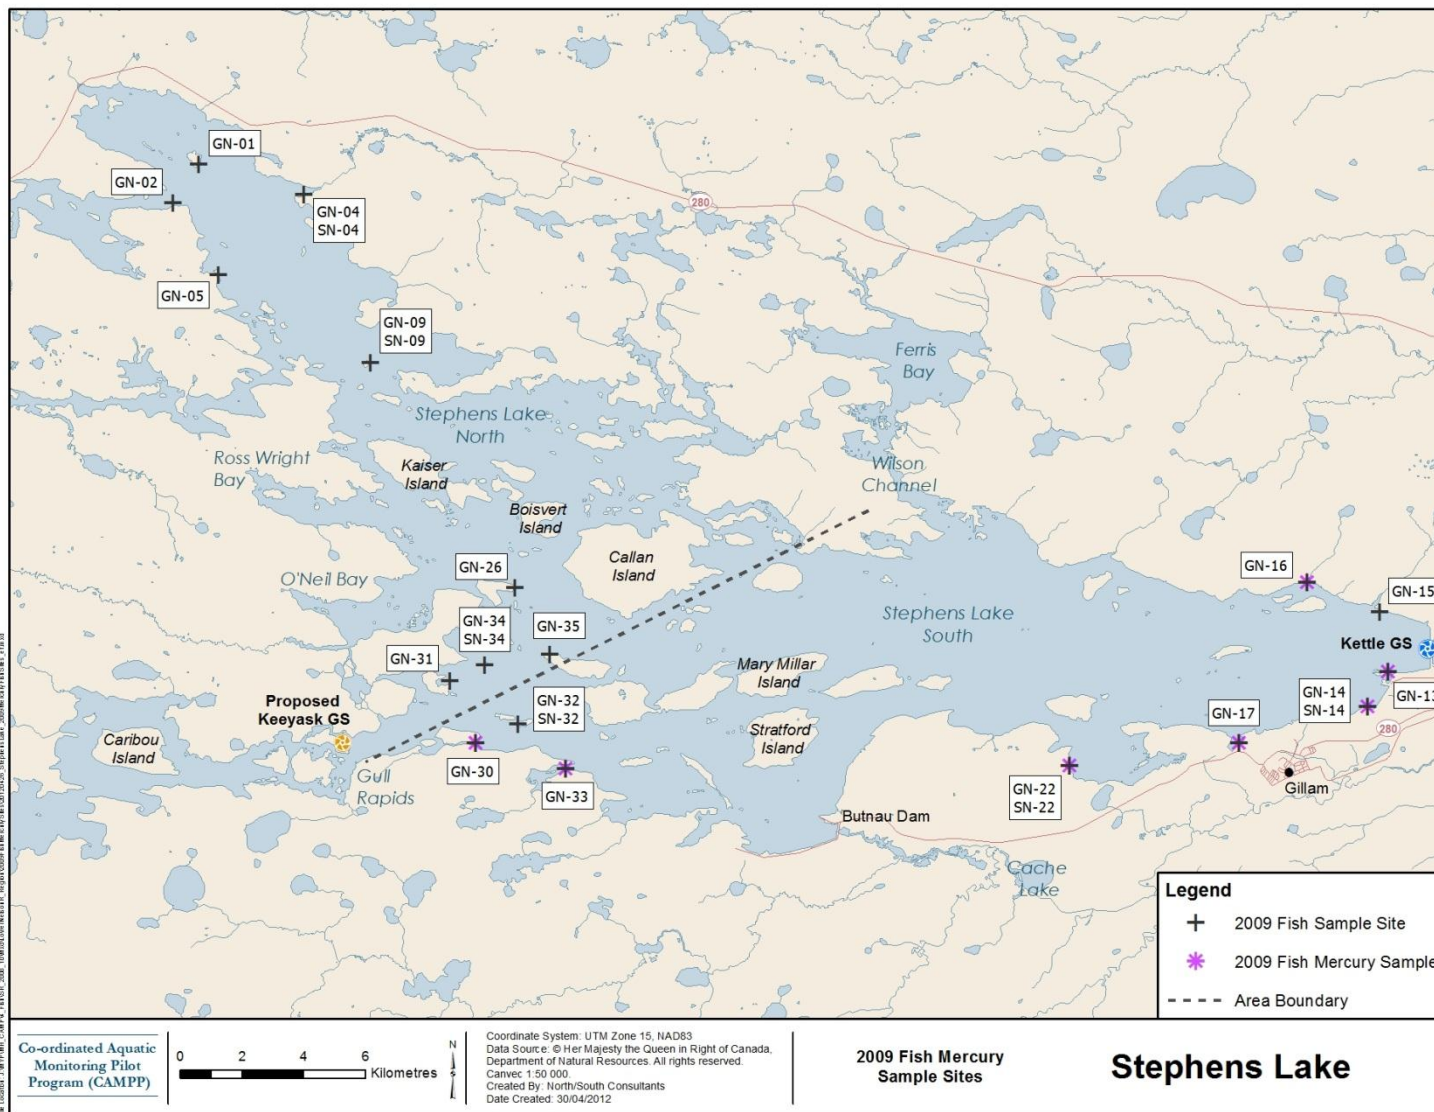 GN-01
GN-02
GN-04
SN-04
280
GN-05
GN-09
SN-09
Ferris
Bay
Stephens Lake
North
Ross Wright
Bay
Kaiser
Island
Wilson
Channel
Boisvert
Island
Callan
Island
GN-26
O'Neil Bay
GN-16
GN-15
GN-34
SN-34
GN-35
Stephens Lake
South
Kettle GS
GN-31
Mary Millar
Island
Proposed
Keeyask GS
GN-32
SN-32
GN-14
SN-14
GN-13
GN-17
280
Caribou
Island
Stratford
Island
GN-30
Gull
Rapids
GN-33
GN-22
SN-22
Gillam
Butnau Dam
Cache
Lake
Legend
2009 Fish Sample Site
2009 Fish Mercury Sample
Area Boundary
Co-ordinated Aquatic
Monitoring Pilot
Program (CAMPP)
0 2 4 6
Kilometres
N
Coordinate System: UTM Zone 15, NAD83
Data Source: © Her Majesty the Queen in Right of Canada,
Department of Natural Resources. All rights reserved.
Canvec 1:50 000.
Created By: North/South Consultants
Date Created: 30/04/2012
2009 Fish Mercury
Sample Sites
Stephens Lake